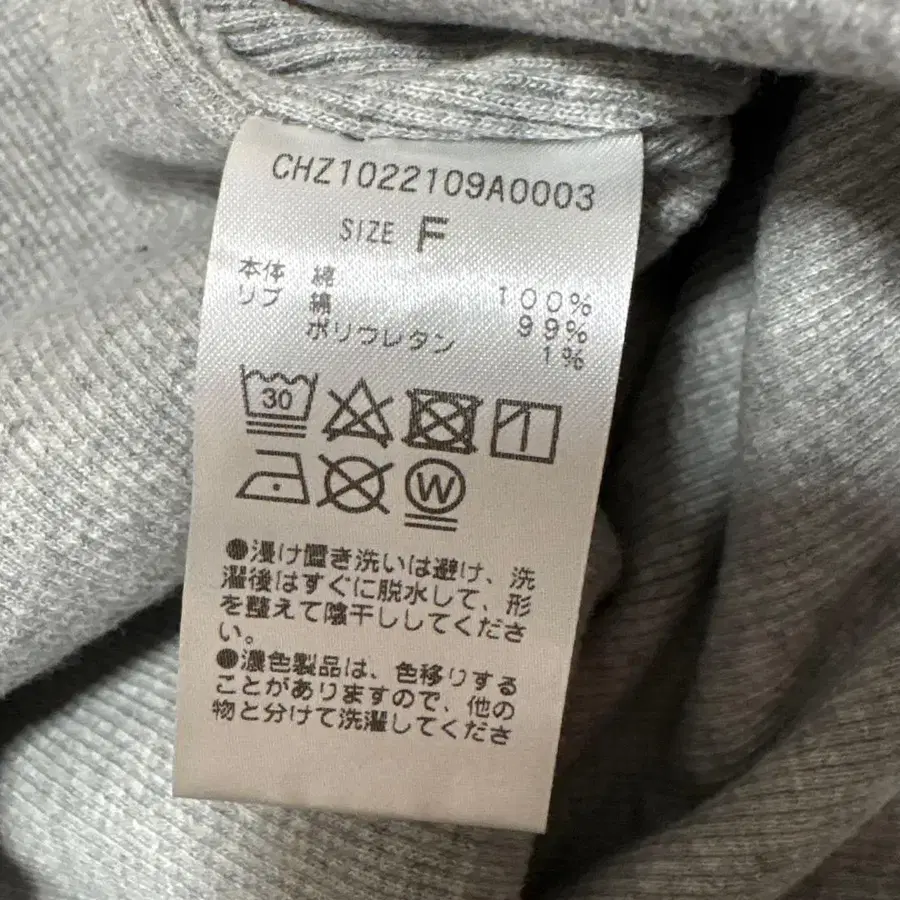 CHZ1022109A0003
SIZE F
本体 綿 100%
リブ 綿 99%
ポリウレタン 1%
30
W
●浸け置き洗いは避け、洗
濯後はすぐに脱水して、形
を整えて陰干ししてくださ
い。
●濃色製品は、色移りする
ことがありますので、他の
物と分けて洗濯してくださ